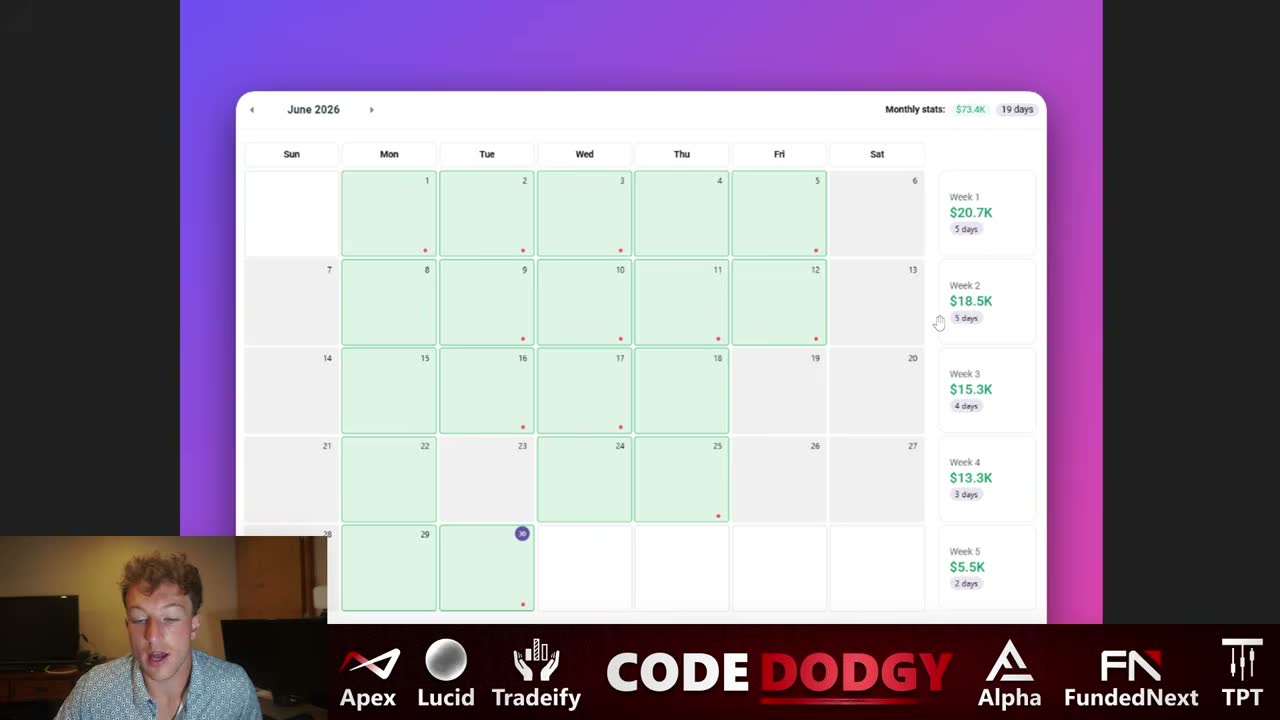 June 2026
Monthly stats: $73.4K 19 days
Sun Mon Tue Wed Thu Fri Sat
1 2 3 4 5 6
Week 1
$20.7K
5 days
7 8 9 10 11 12 13
Week 2
$18.5K
5 days
14 15 16 17 18 19 20
Week 3
$15.3K
4 days
21 22 23 24 25 26 27
Week 4
$13.3K
3 days
28 29 30
Week 5
$5.5K
2 days
CODE DODGY
Apex Lucid Tradeify Alpha FN FundedNext TPT